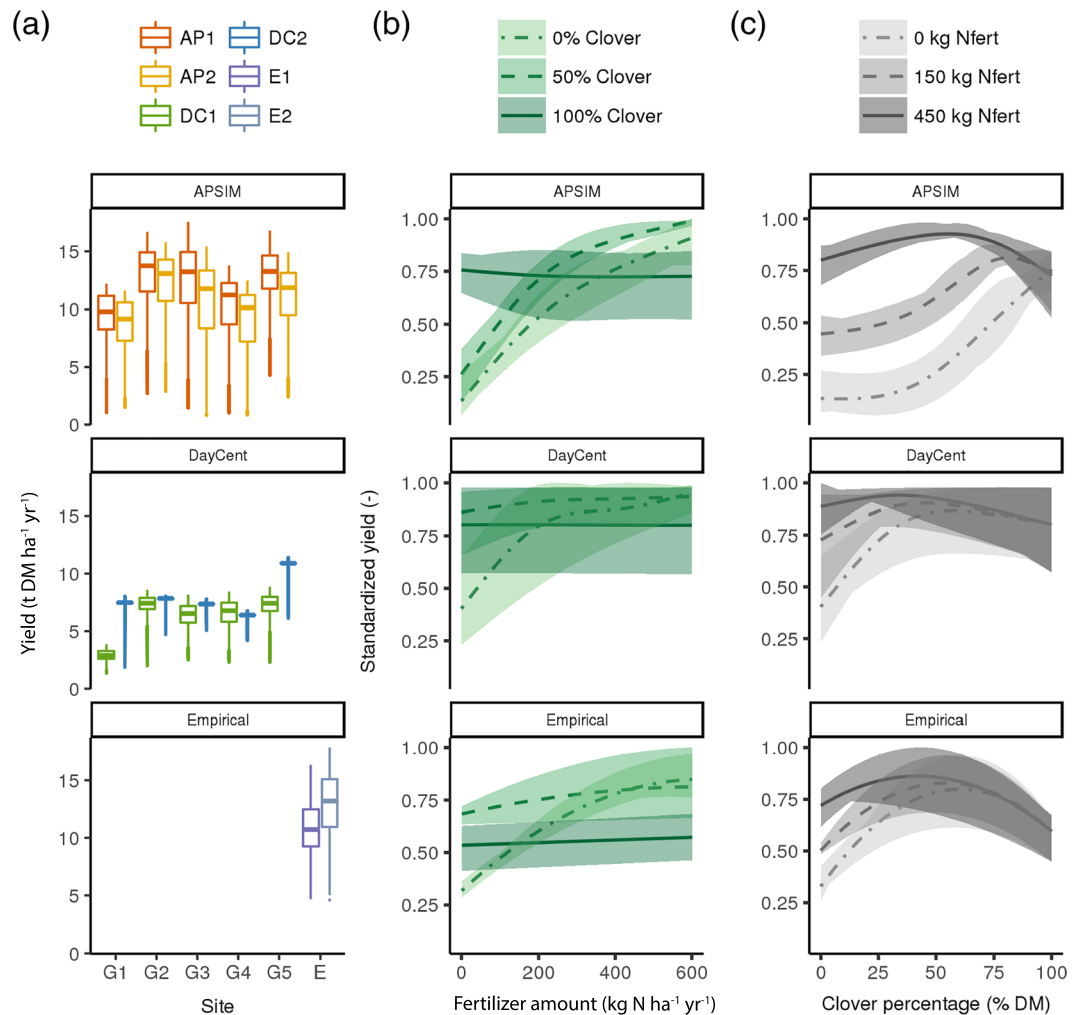 (a) (b) (c)
AP1 DC2 0% Clover 0 kg Nfert
AP2 E1 50% Clover 150 kg Nfert
DC1 E2 100% Clover 450 kg Nfert
APSIM APSIM APSIM
15 1.00 1.00
10 0.75 0.75
5 0.50 0.50
0 0.25 0.25
DayCent DayCent DayCent
15 1.00 1.00
10 0.75 0.75
5 0.50 0.50
0 0.25 0.25
Yield (t DM ha⁻¹ yr⁻¹)
Standardized yield (-)
Empirical Empirical Empirical
15 1.00 1.00
10 0.75 0.75
5 0.50 0.50
0 0.25 0.25
G1 G2 G3 G4 G5 E 0 200 400 600 0 25 50 75 100
Site Fertilizer amount (kg N ha⁻¹ yr⁻¹) Clover percentage (% DM)